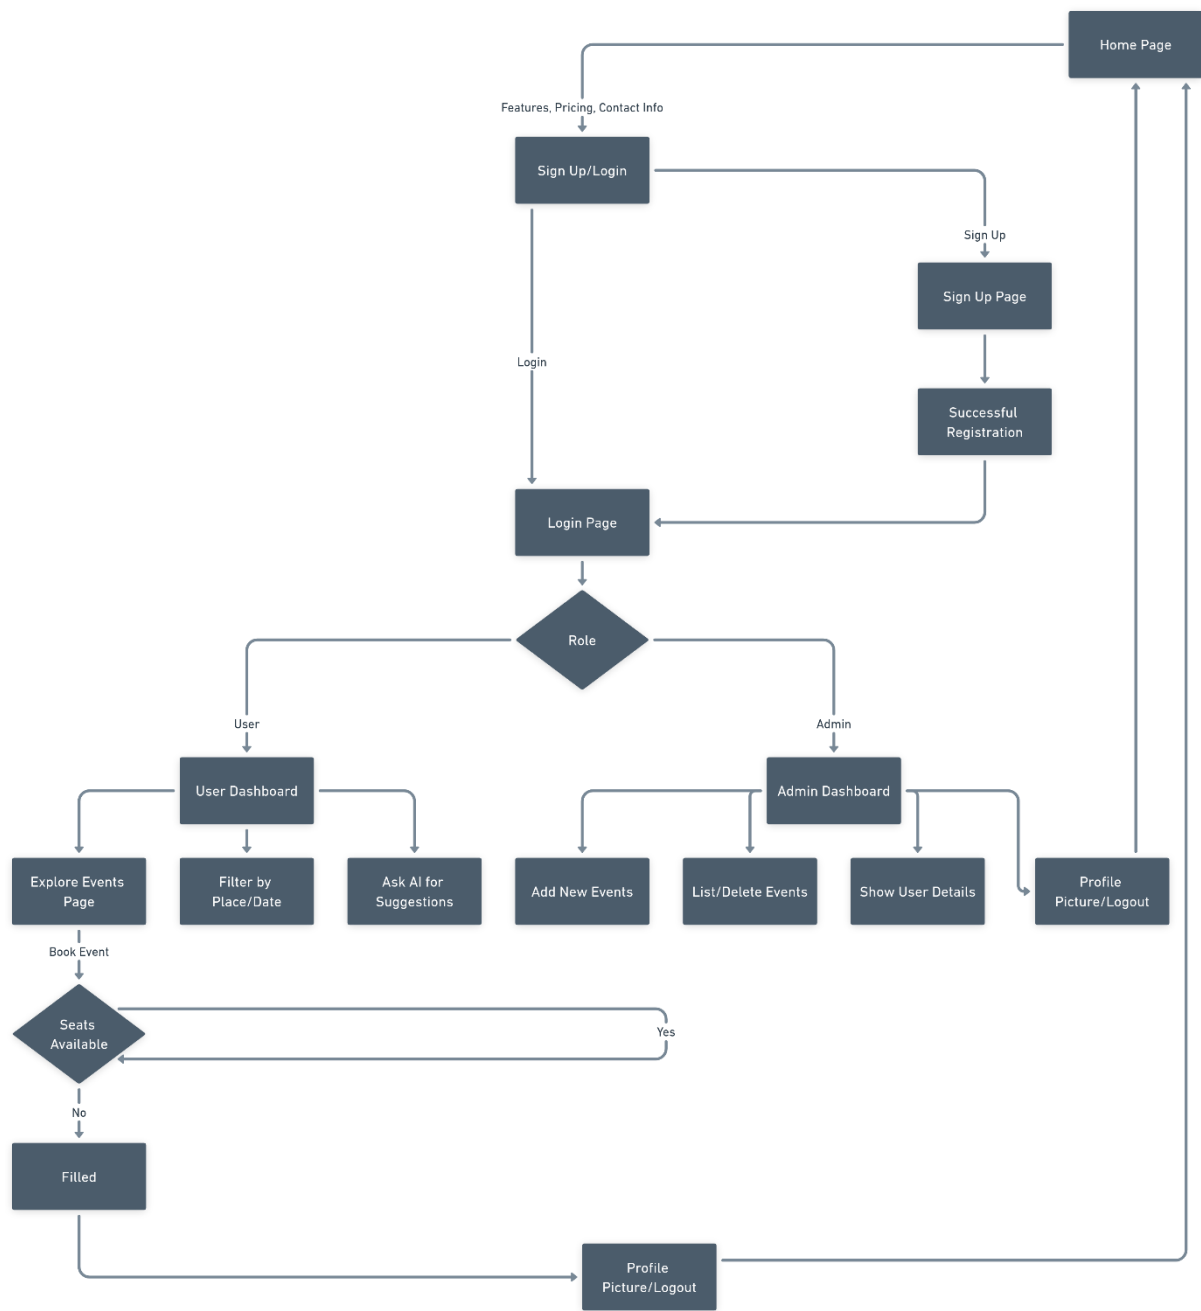 Home Page
Features, Pricing, Contact Info
Sign Up/Login
Sign Up
Sign Up Page
Login
Successful
Registration
Login Page
Role
User
Admin
User Dashboard
Admin Dashboard
Explore Events
Page
Filter by
Place/Date
Ask AI for
Suggestions
Add New Events
List/Delete Events
Show User Details
Profile
Picture/Logout
Book Event
Seats
Available
Yes
No
Filled
Profile
Picture/Logout